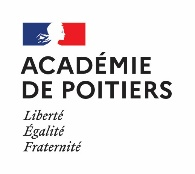 ACADÉMIE
DE POITIERS
Liberté
Égalité
Fraternité